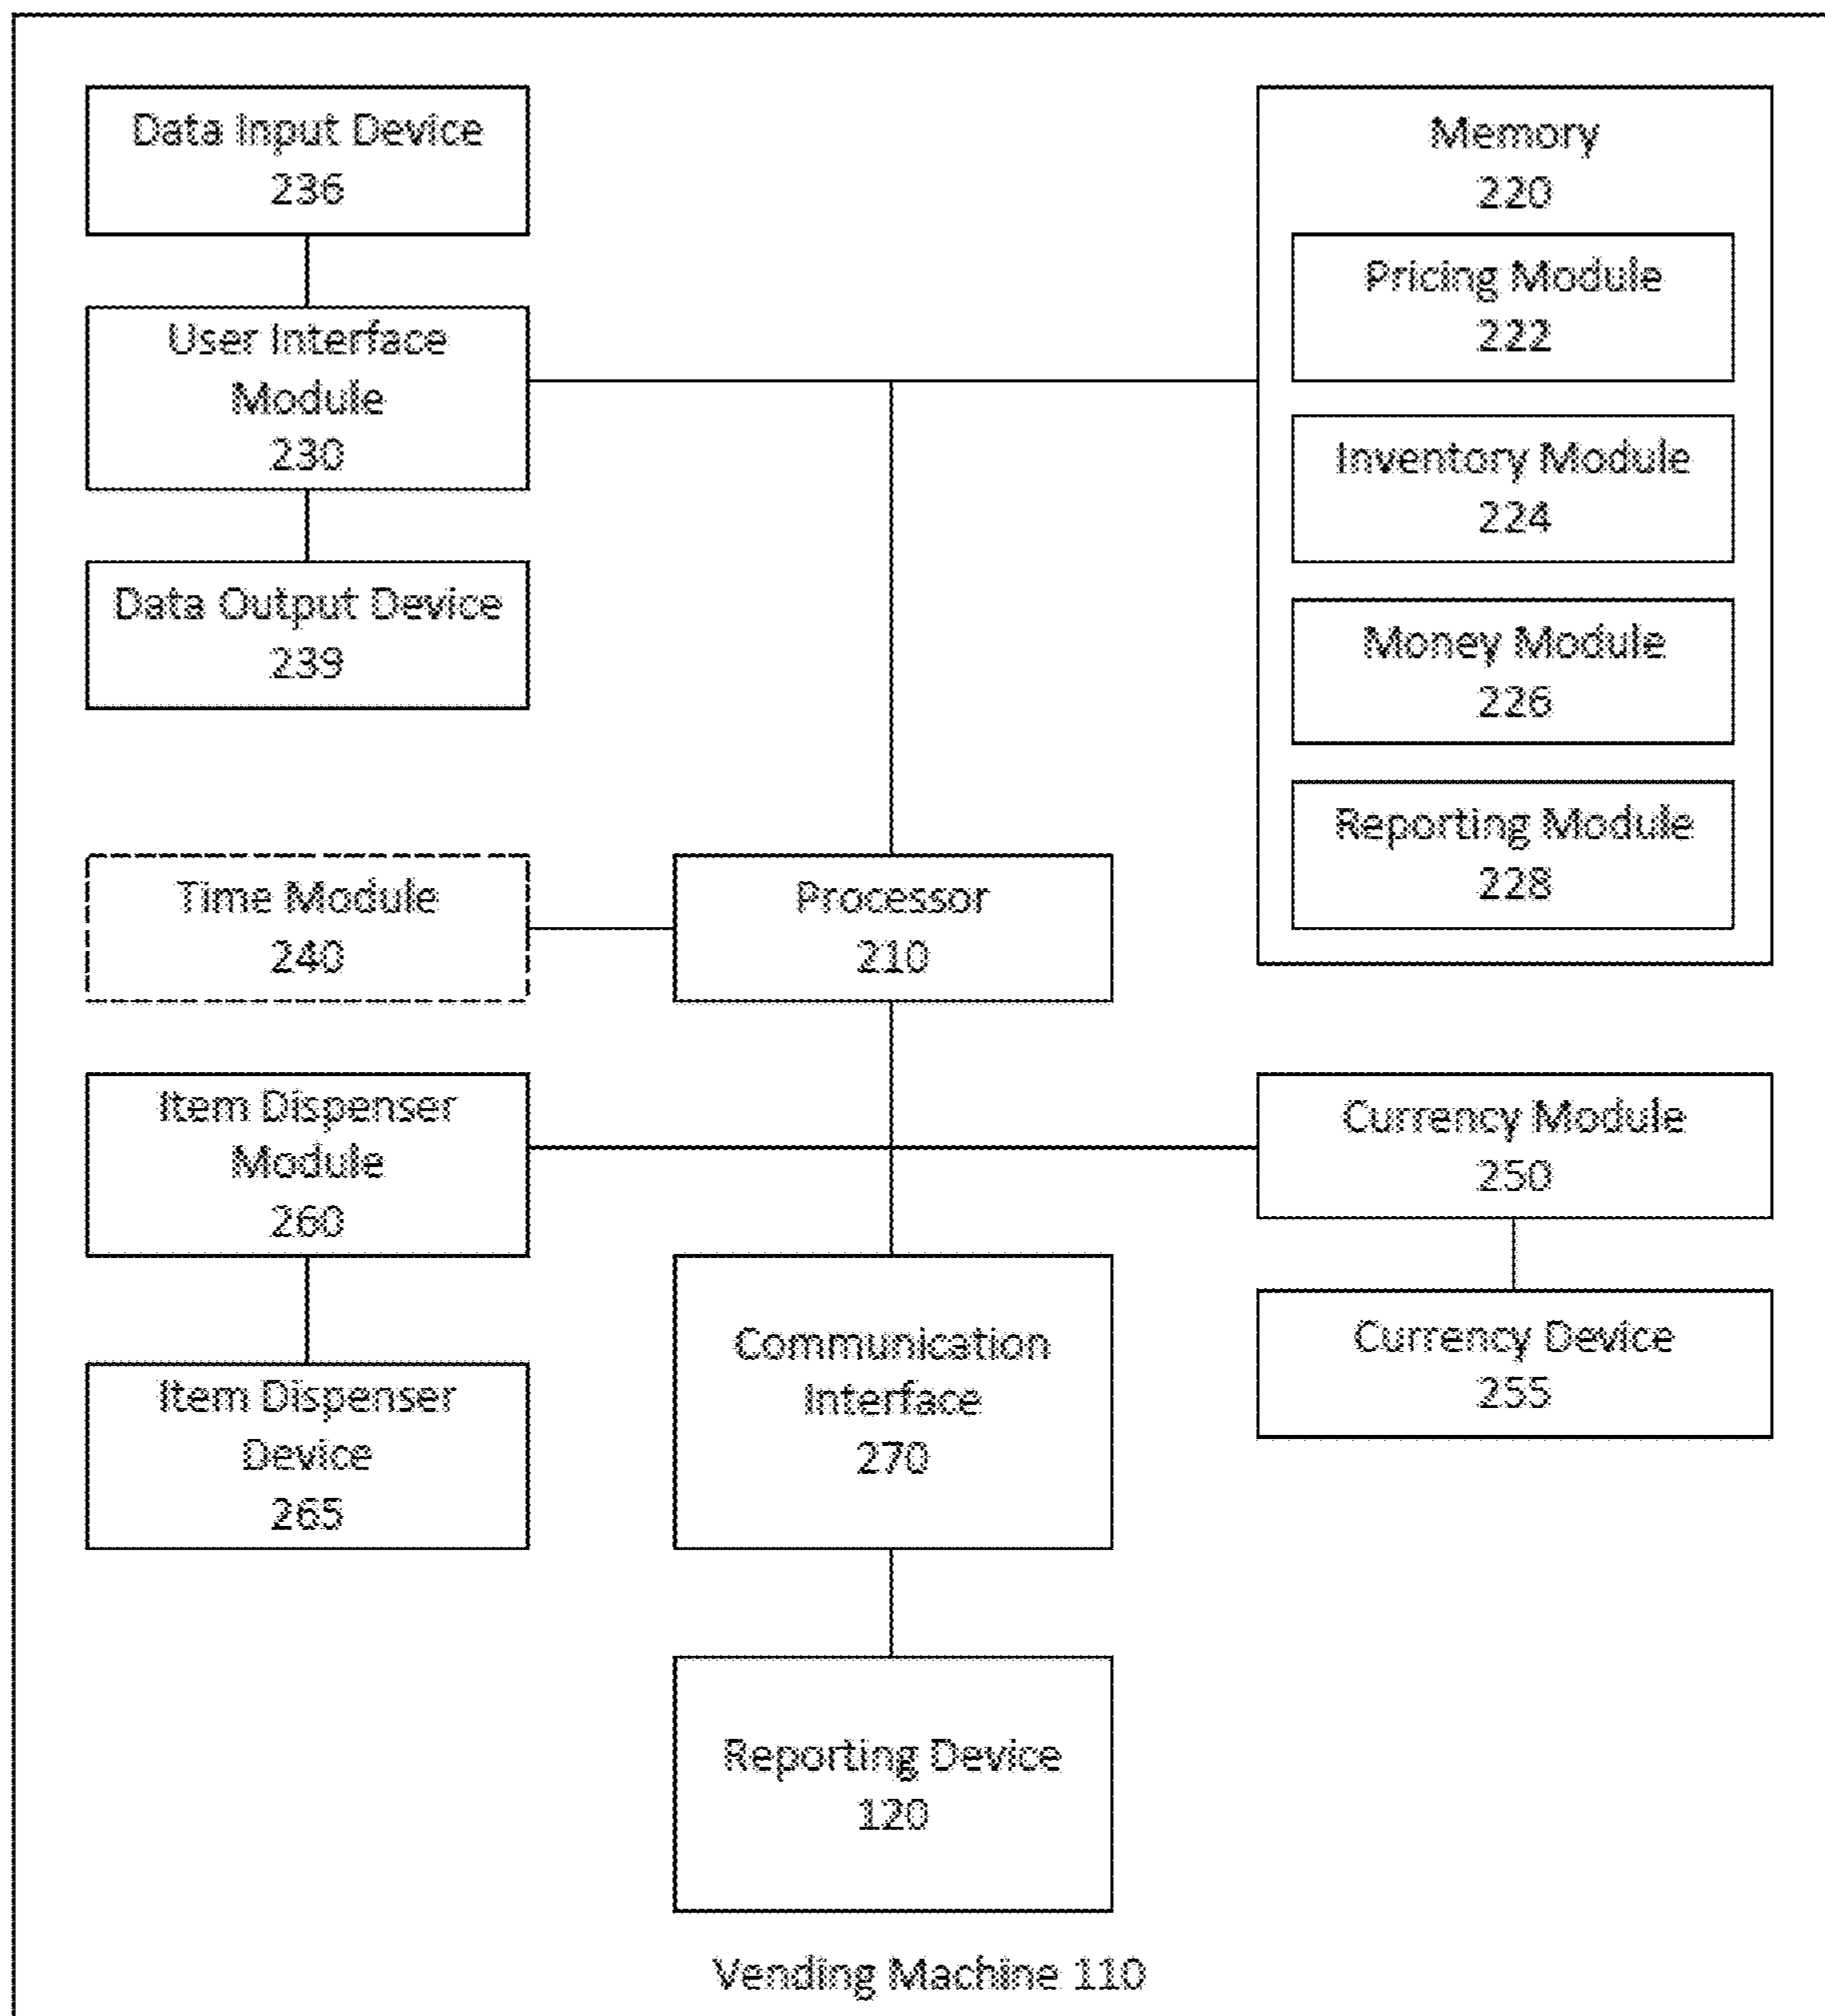 Data Input Device
236
User Interface
Module
230
Data Output Device
239
Memory
220
Pricing Module
222
Inventory Module
224
Money Module
226
Reporting Module
228
Time Module
240
Processor
210
Item Dispenser
Module
260
Currency Module
250
Item Dispenser
Device
265
Communication
Interface
270
Currency Device
255
Reporting Device
120
Vending Machine 110